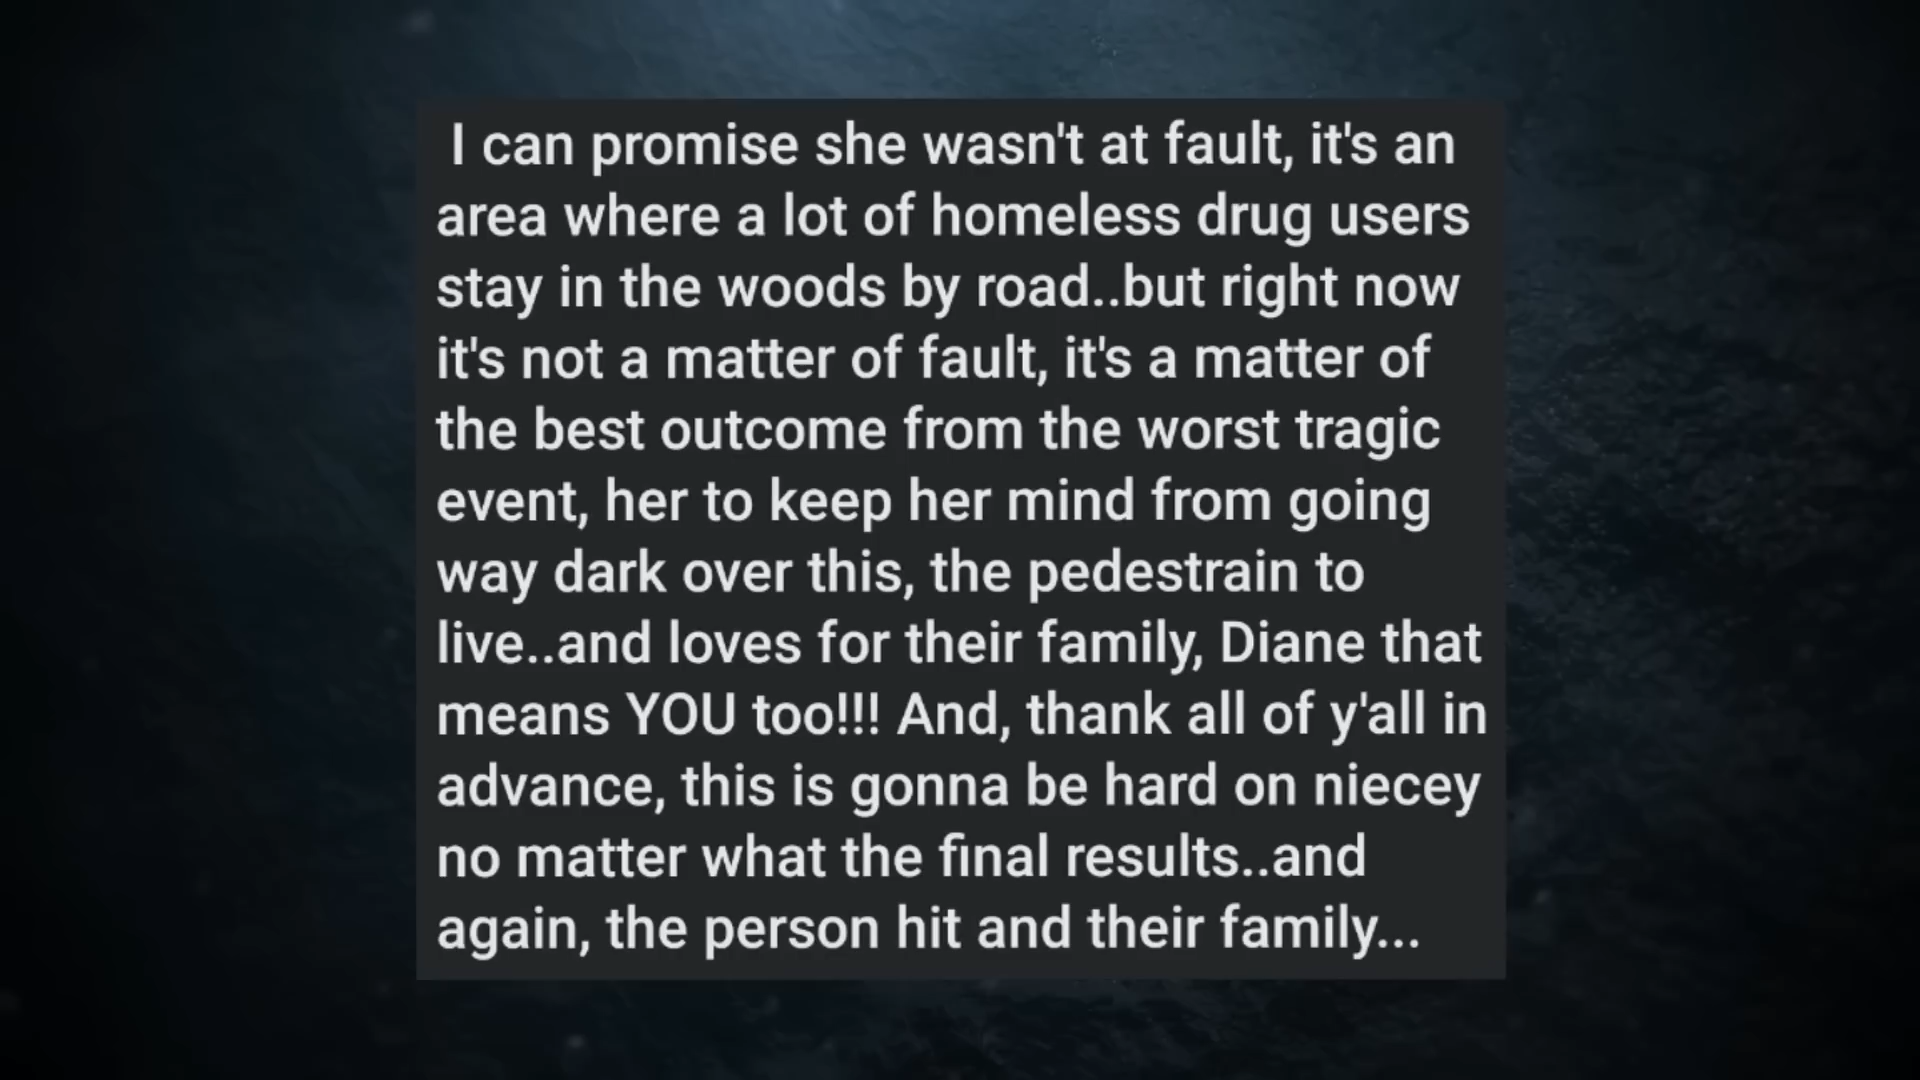 I can promise she wasn't at fault, it's an
area where a lot of homeless drug users
stay in the woods by road..but right now
it's not a matter of fault, it's a matter of
the best outcome from the worst tragic
event, her to keep her mind from going
way dark over this, the pedestrain to
live..and loves for their family, Diane that
means YOU too!!! And, thank all of y'all in
advance, this is gonna be hard on niecey
no matter what the final results..and
again, the person hit and their family...